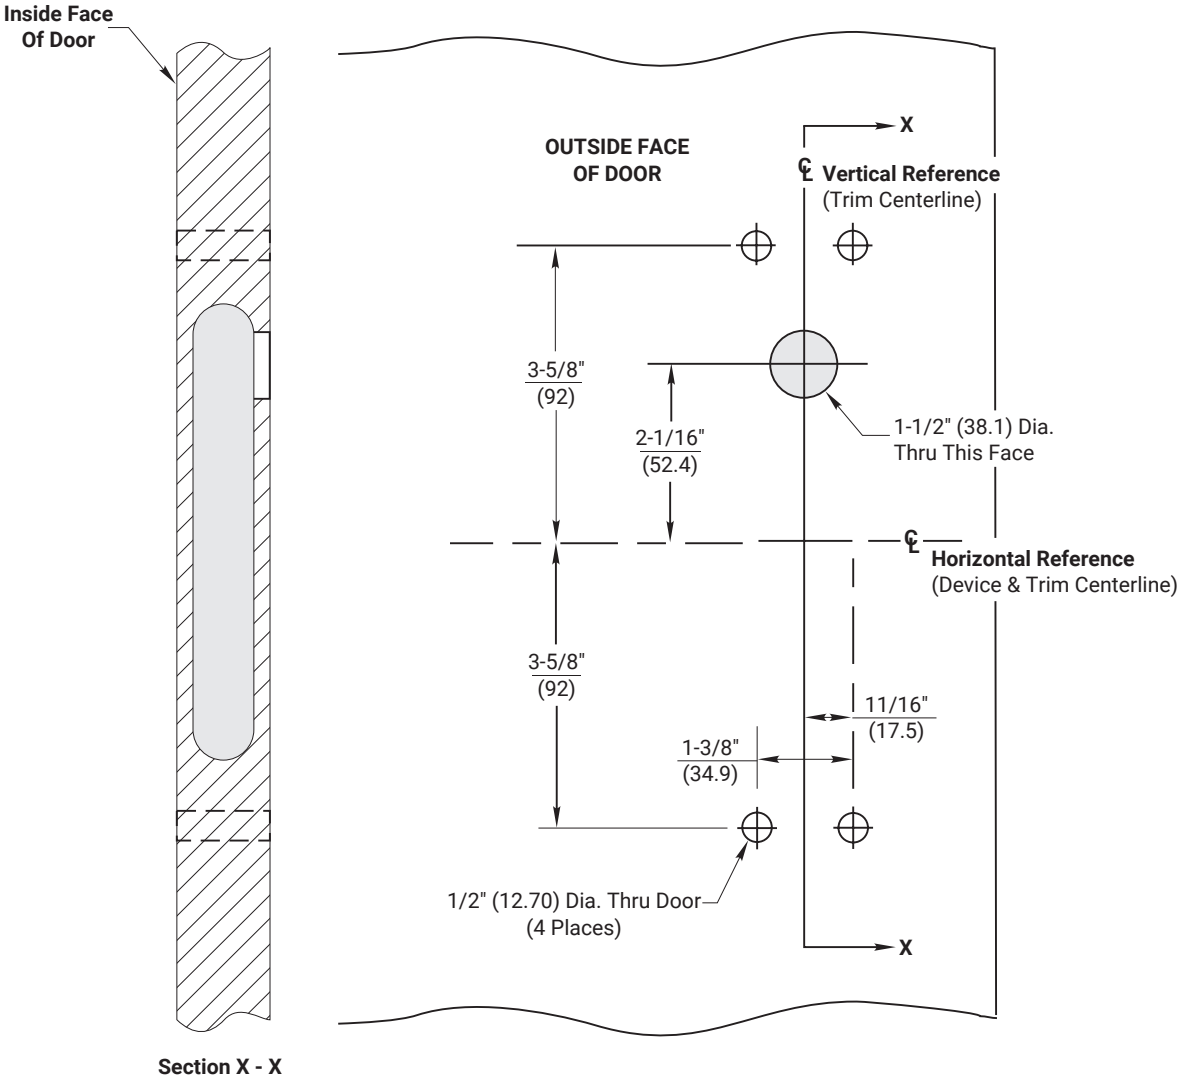 Inside Face
Of Door
OUTSIDE FACE
OF DOOR
X
℄ Vertical Reference
(Trim Centerline)
3-5/8"
(92)
2-1/16"
(52.4)
1-1/2" (38.1) Dia.
Thru This Face
℄
Horizontal Reference
(Device & Trim Centerline)
3-5/8"
(92)
11/16"
(17.5)
1-3/8"
(34.9)
1/2" (12.70) Dia. Thru Door
(4 Places)
X
Section X - X